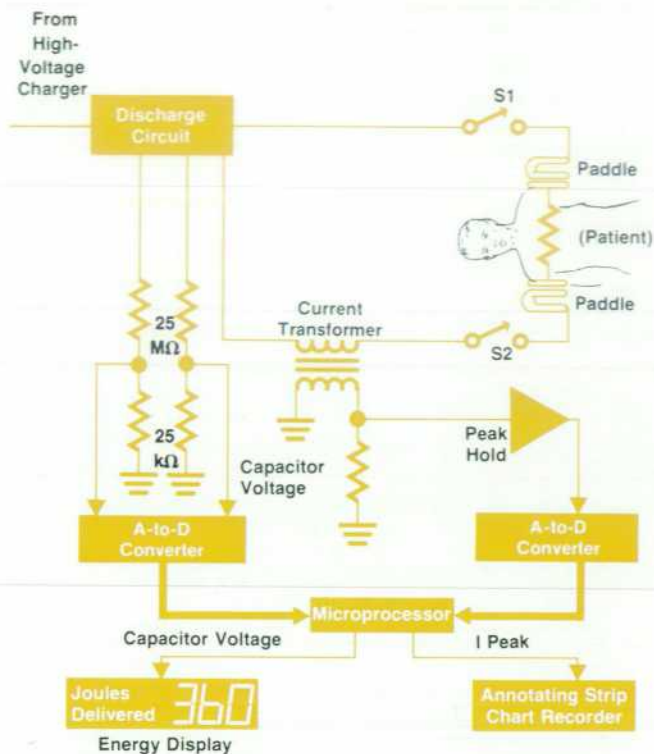 From
High-
Voltage
Charger
Discharge
Circuit
S1
Paddle
(Patient)
Paddle
S2
Current
Transformer
25
MΩ
25
kΩ
Capacitor
Voltage
Peak
Hold
A-to-D
Converter
A-to-D
Converter
Microprocessor
Capacitor Voltage
I Peak
Joules
Delivered
360
Energy Display
Annotating Strip
Chart Recorder